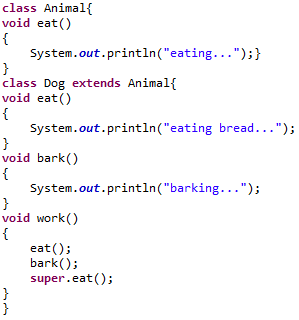 class Animal{
void eat()
{
    System.out.println("eating...");}
}
class Dog extends Animal{
void eat()
{
    System.out.println("eating bread...");
}
void bark()
{
    System.out.println("barking...");
}
void work()
{
    eat();
    bark();
    super.eat();
}
}